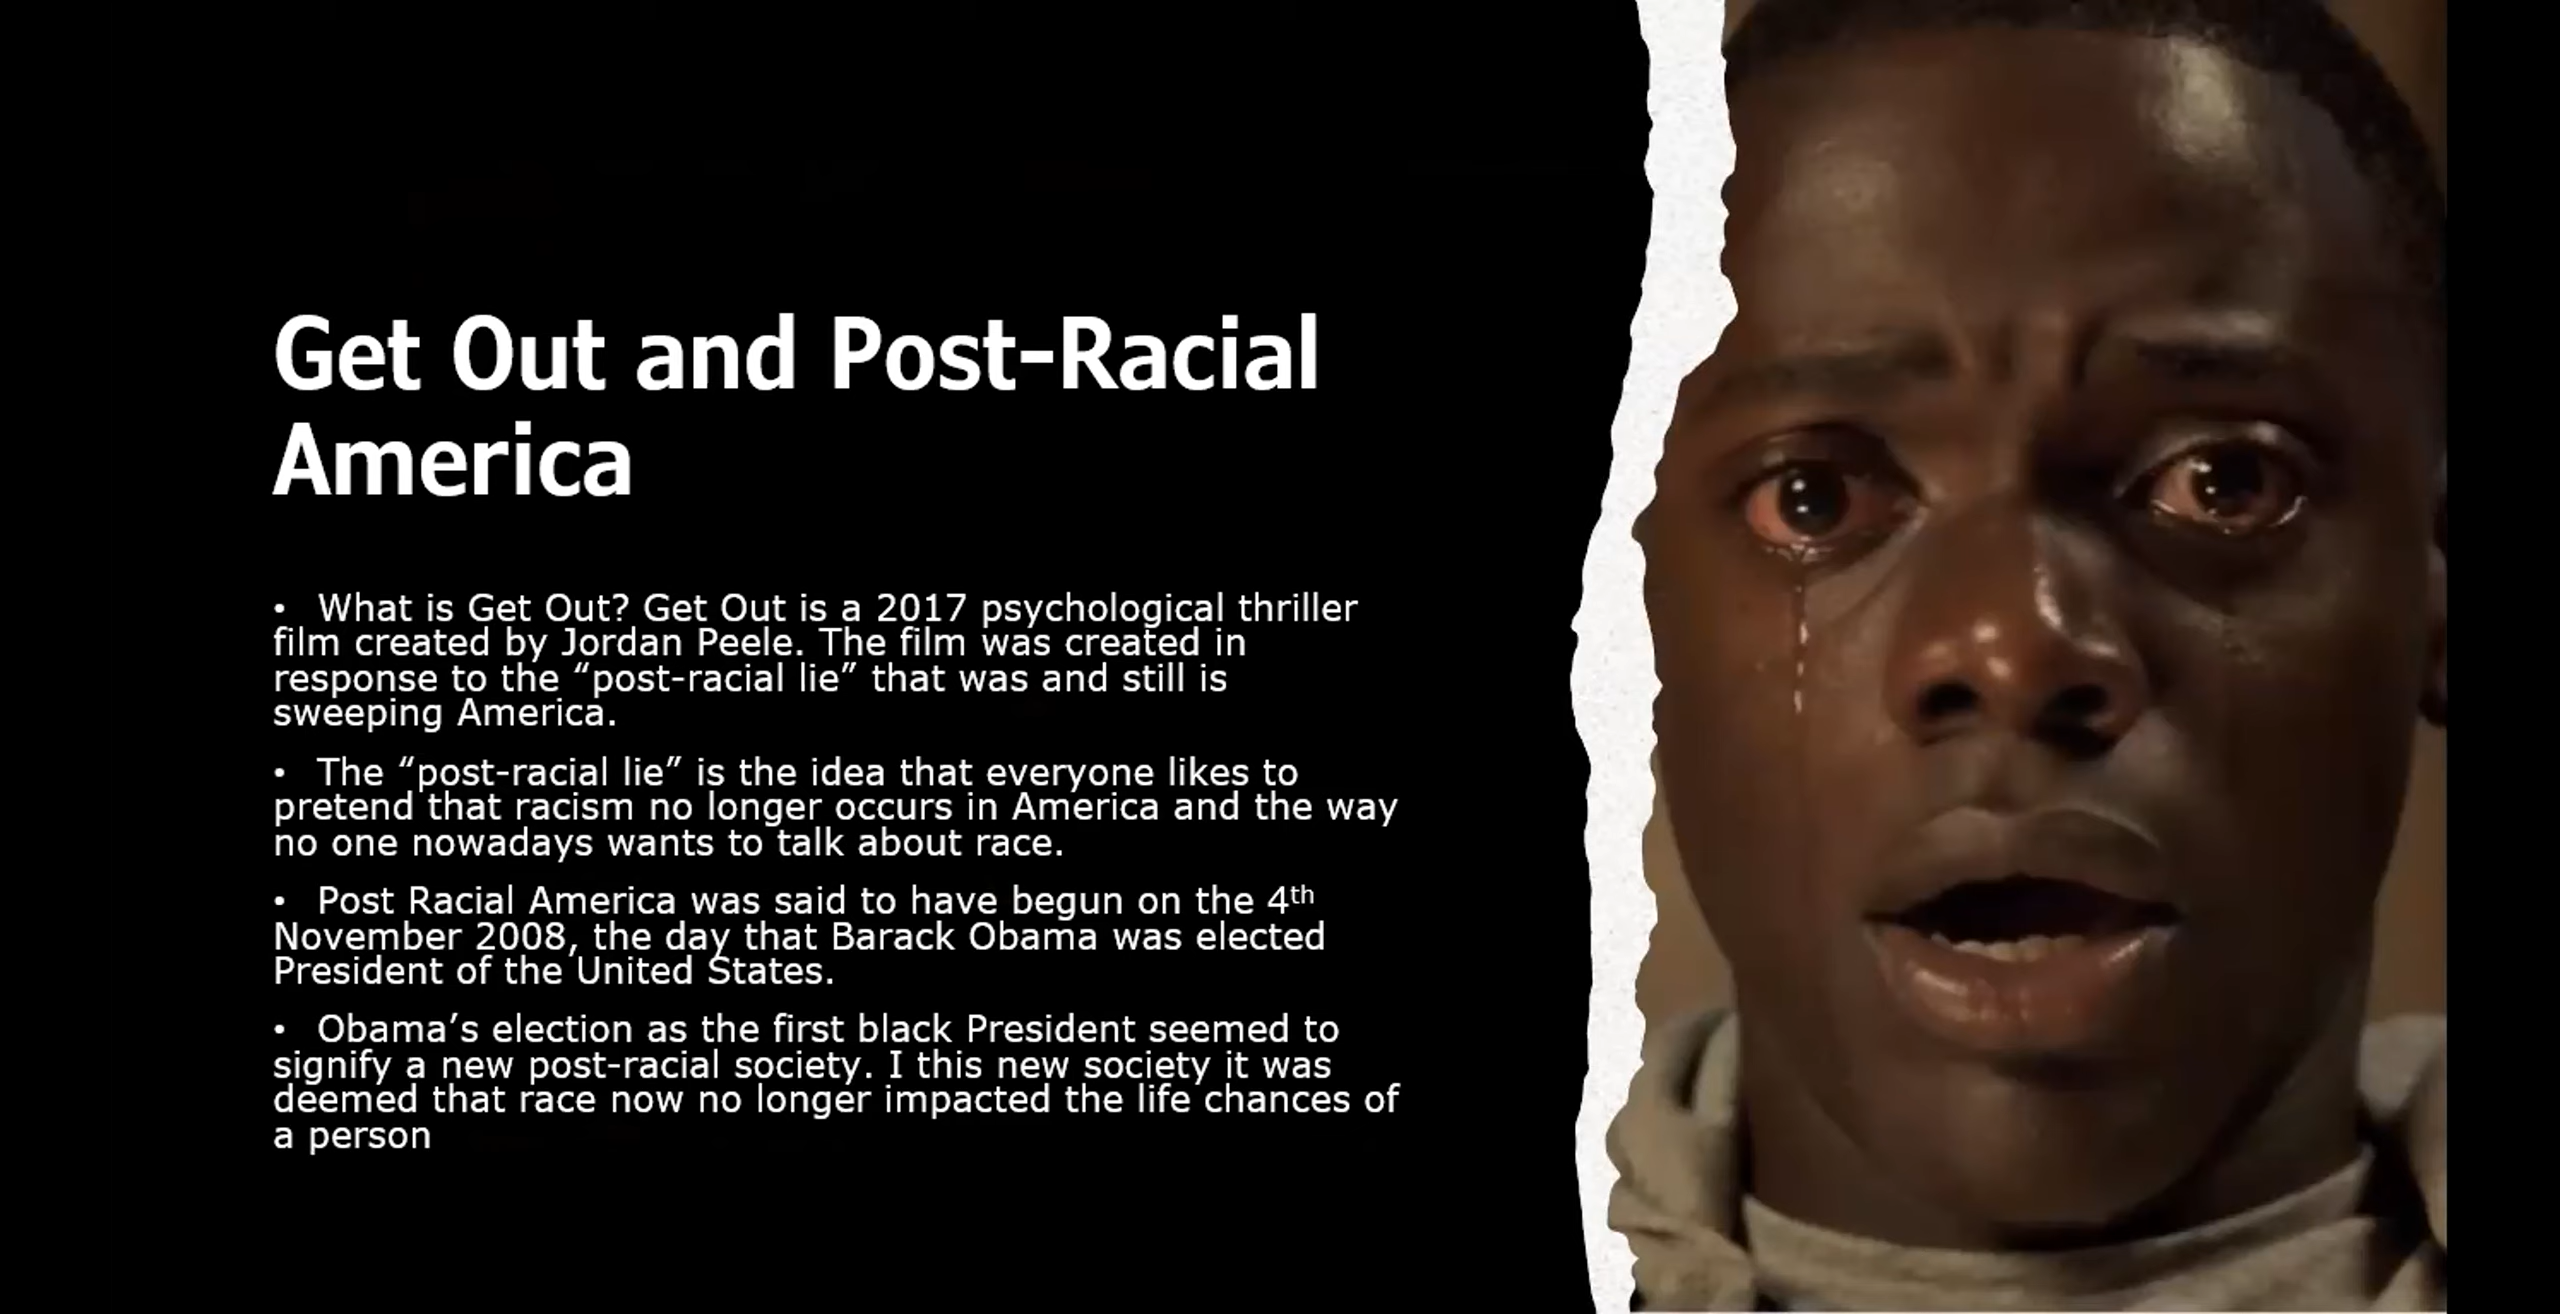 Get Out and Post-Racial
America
• What is Get Out? Get Out is a 2017 psychological thriller
film created by Jordan Peele. The film was created in
response to the “post-racial lie” that was and still is
sweeping America.
• The “post-racial lie” is the idea that everyone likes to
pretend that racism no longer occurs in America and the way
no one nowadays wants to talk about race.
• Post Racial America was said to have begun on the 4th
November 2008, the day that Barack Obama was elected
President of the United States.
• Obama’s election as the first black President seemed to
signify a new post-racial society. I this new society it was
deemed that race now no longer impacted the life chances of
a person